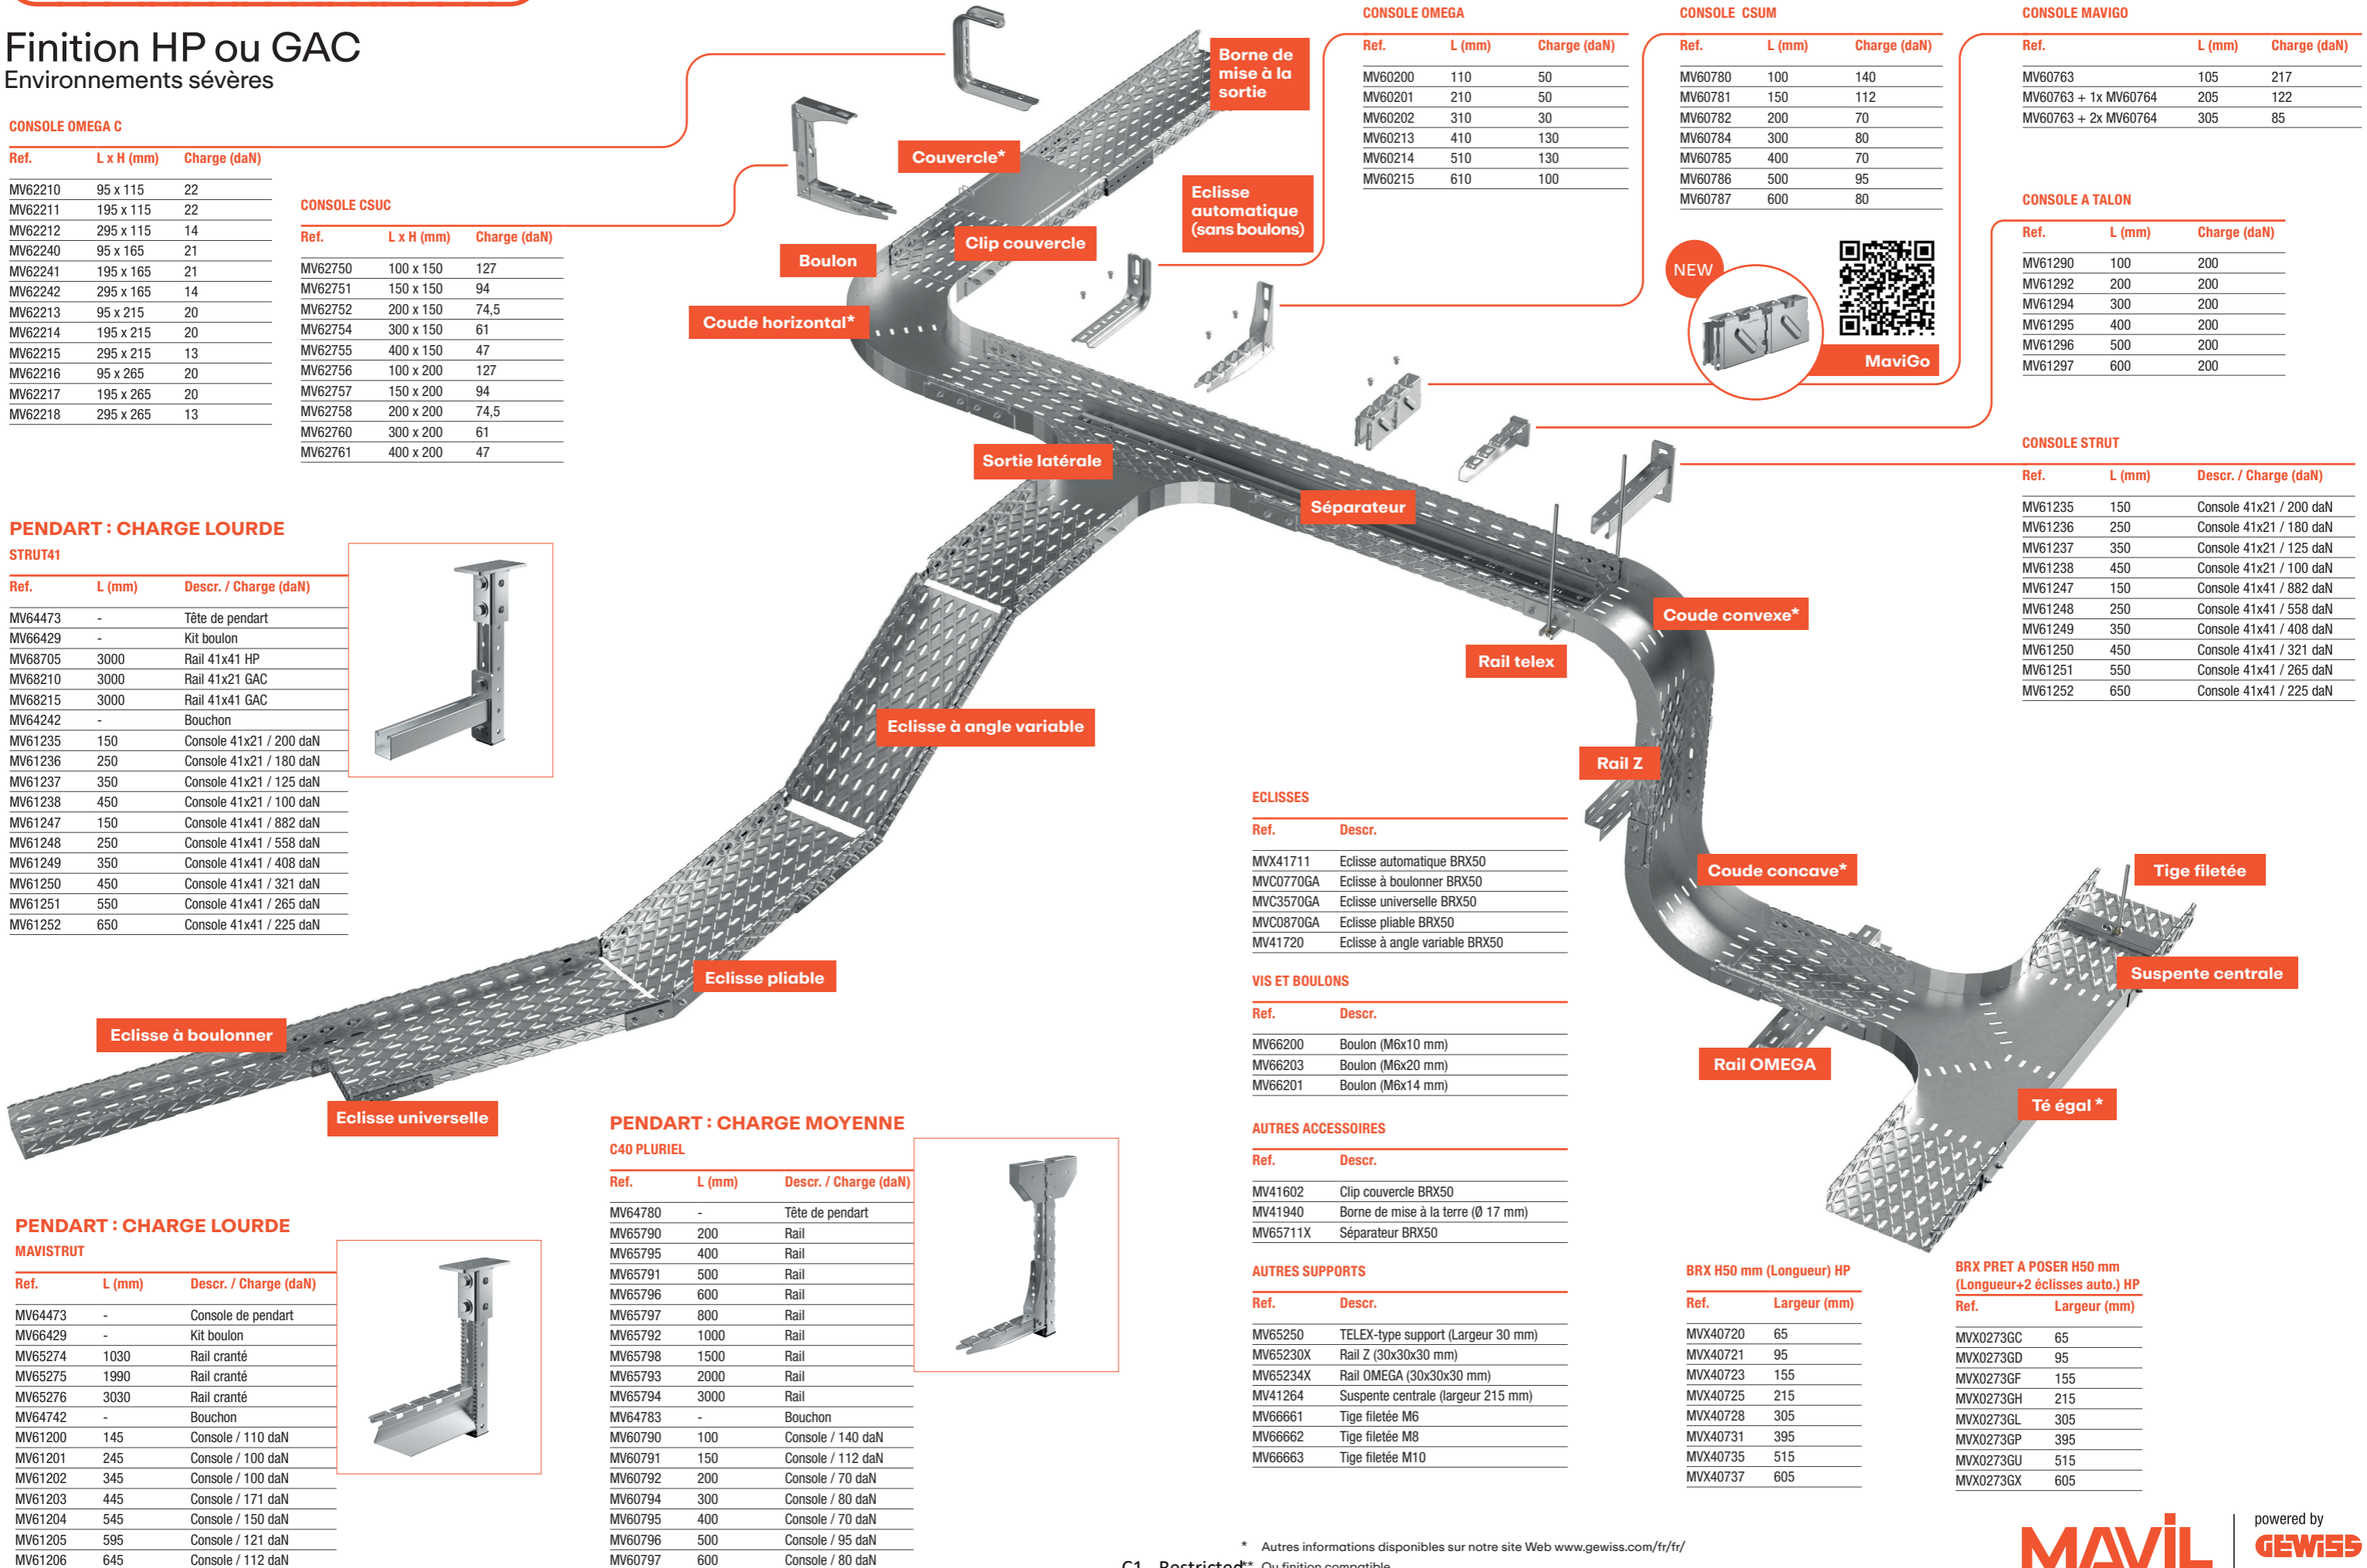 Finition HP ou GAC
Environnements sévères
CONSOLE OMEGA C
Ref. L x H (mm) Charge (daN)
MV62210 95 x 115 22
MV62211 195 x 115 22
MV62212 295 x 115 14
MV62240 95 x 165 21
MV62241 195 x 165 21
MV62242 295 x 165 14
MV62213 95 x 215 20
MV62214 195 x 215 20
MV62215 295 x 215 13
MV62216 95 x 265 20
MV62217 195 x 265 20
MV62218 295 x 265 13
CONSOLE CSUC
Ref. L x H (mm) Charge (daN)
MV62750 100 x 150 127
MV62751 150 x 150 94
MV62752 200 x 150 74,5
MV62754 300 x 150 61
MV62755 400 x 150 47
MV62756 100 x 200 127
MV62757 150 x 200 94
MV62758 200 x 200 74,5
MV62760 300 x 200 61
MV62761 400 x 200 47
CONSOLE OMEGA
Ref. L (mm) Charge (daN)
MV60200 110 50
MV60201 210 50
MV60202 310 30
MV60213 410 130
MV60214 510 130
MV60215 610 100
CONSOLE CSUM
Ref. L (mm) Charge (daN)
MV60780 100 140
MV60781 150 112
MV60782 200 70
MV60784 300 80
MV60785 400 70
MV60786 500 95
MV60787 600 80
CONSOLE MAVIGO
Ref. L (mm) Charge (daN)
MV60763 105 217
MV60763 + 1x MV60764 205 122
MV60763 + 2x MV60764 305 85
CONSOLE A TALON
Ref. L (mm) Charge (daN)
MV61290 100 200
MV61292 200 200
MV61294 300 200
MV61295 400 200
MV61296 500 200
MV61297 600 200
CONSOLE STRUT
Ref. L (mm) Descr. / Charge (daN)
MV61235 150 Console 41x21 / 200 daN
MV61236 250 Console 41x21 / 180 daN
MV61237 350 Console 41x21 / 125 daN
MV61238 450 Console 41x21 / 100 daN
MV61247 150 Console 41x41 / 882 daN
MV61248 250 Console 41x41 / 558 daN
MV61249 350 Console 41x41 / 408 daN
MV61250 450 Console 41x41 / 321 daN
MV61251 550 Console 41x41 / 265 daN
MV61252 650 Console 41x41 / 225 daN
NEW
MaviGo
Borne de
mise à la
sortie
Couvercle*
Eclisse
automatique
(sans boulons)
Clip couvercle
Boulon
Coude horizontal*
Sortie latérale
Séparateur
Coude convexe*
Rail telex
Eclisse à angle variable
Rail Z
Coude concave*
Tige filetée
Suspente centrale
Eclisse pliable
Eclisse à boulonner
Rail OMEGA
Té égal *
Eclisse universelle
PENDART : CHARGE LOURDE
STRUT41
Ref. L (mm) Descr. / Charge (daN)
MV64473 - Tête de pendart
MV66429 - Kit boulon
MV68705 3000 Rail 41x41 HP
MV68210 3000 Rail 41x21 GAC
MV68215 3000 Rail 41x41 GAC
MV64242 - Bouchon
MV61235 150 Console 41x21 / 200 daN
MV61236 250 Console 41x21 / 180 daN
MV61237 350 Console 41x21 / 125 daN
MV61238 450 Console 41x21 / 100 daN
MV61247 150 Console 41x41 / 882 daN
MV61248 250 Console 41x41 / 558 daN
MV61249 350 Console 41x41 / 408 daN
MV61250 450 Console 41x41 / 321 daN
MV61251 550 Console 41x41 / 265 daN
MV61252 650 Console 41x41 / 225 daN
PENDART : CHARGE LOURDE
MAVISTRUT
Ref. L (mm) Descr. / Charge (daN)
MV64473 - Console de pendart
MV66429 - Kit boulon
MV65274 1030 Rail cranté
MV65275 1990 Rail cranté
MV65276 3030 Rail cranté
MV64742 - Bouchon
MV61200 145 Console / 110 daN
MV61201 245 Console / 100 daN
MV61202 345 Console / 100 daN
MV61203 445 Console / 171 daN
MV61204 545 Console / 150 daN
MV61205 595 Console / 121 daN
MV61206 645 Console / 112 daN
PENDART : CHARGE MOYENNE
C40 PLURIEL
Ref. L (mm) Descr. / Charge (daN)
MV64780 - Tête de pendart
MV65790 200 Rail
MV65795 400 Rail
MV65791 500 Rail
MV65796 600 Rail
MV65797 800 Rail
MV65792 1000 Rail
MV65798 1500 Rail
MV65793 2000 Rail
MV65794 3000 Rail
MV64783 - Bouchon
MV60790 100 Console / 140 daN
MV60791 150 Console / 112 daN
MV60792 200 Console / 70 daN
MV60794 300 Console / 80 daN
MV60795 400 Console / 70 daN
MV60796 500 Console / 95 daN
MV60797 600 Console / 80 daN
ECLISSES
Ref. Descr.
MVX41711 Eclisse automatique BRX50
MVC0770GA Eclisse à boulonner BRX50
MVC3570GA Eclisse universelle BRX50
MVC0870GA Eclisse pliable BRX50
MV41720 Eclisse à angle variable BRX50
VIS ET BOULONS
Ref. Descr.
MV66200 Boulon (M6x10 mm)
MV66203 Boulon (M6x20 mm)
MV66201 Boulon (M6x14 mm)
AUTRES ACCESSOIRES
Ref. Descr.
MV41602 Clip couvercle BRX50
MV41940 Borne de mise à la terre (Ø 17 mm)
MV65711X Séparateur BRX50
AUTRES SUPPORTS
Ref. Descr.
MV65250 TELEX-type support (Largeur 30 mm)
MV65230X Rail Z (30x30x30 mm)
MV65234X Rail OMEGA (30x30x30 mm)
MV41264 Suspente centrale (largeur 215 mm)
MV66661 Tige filetée M6
MV66662 Tige filetée M8
MV66663 Tige filetée M10
BRX H50 mm (Longueur) HP
Ref. Largeur (mm)
MVX40720 65
MVX40721 95
MVX40723 155
MVX40725 215
MVX40728 305
MVX40731 395
MVX40735 515
MVX40737 605
BRX PRET A POSER H50 mm
(Longueur+2 éclisses auto.) HP
Ref. Largeur (mm)
MVX0273GC 65
MVX0273GD 95
MVX0273GF 155
MVX0273GH 215
MVX0273GL 305
MVX0273GP 395
MVX0273GU 515
MVX0273GX 605
* Autres informations disponibles sur notre site Web www.gewiss.com/fr/fr/
C1 - Restricted
** Ou finition compatible
MAVIL
powered by
GEWISS